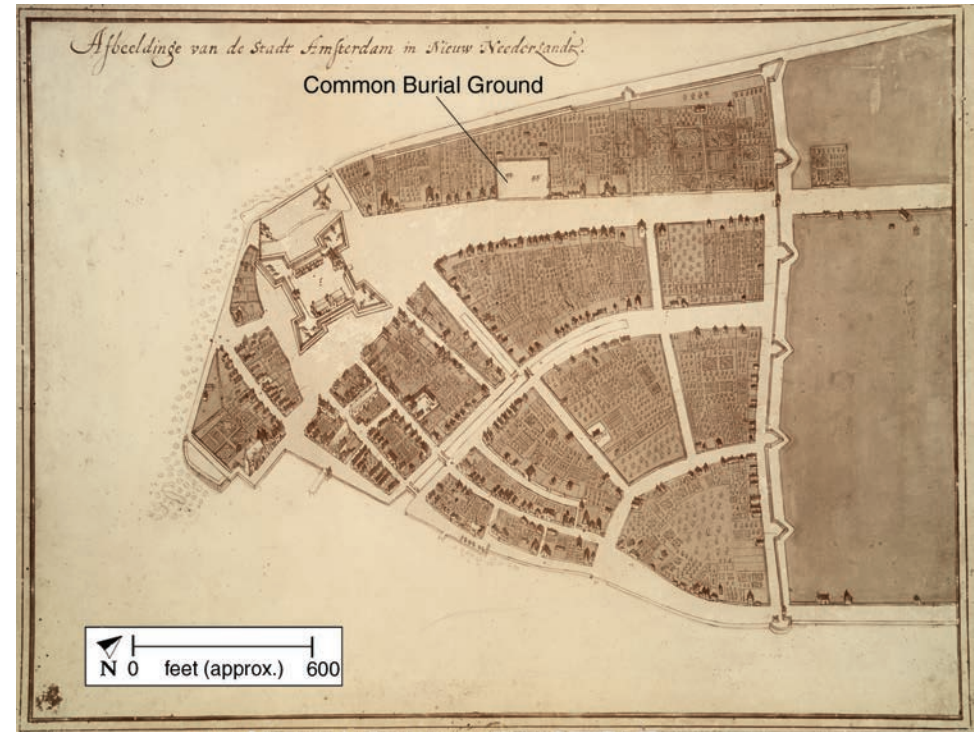 Afbeeldinge van de Stadt Amsterdam in Nieuw Neederlandt.
Common Burial Ground
N 0 feet (approx.) 600